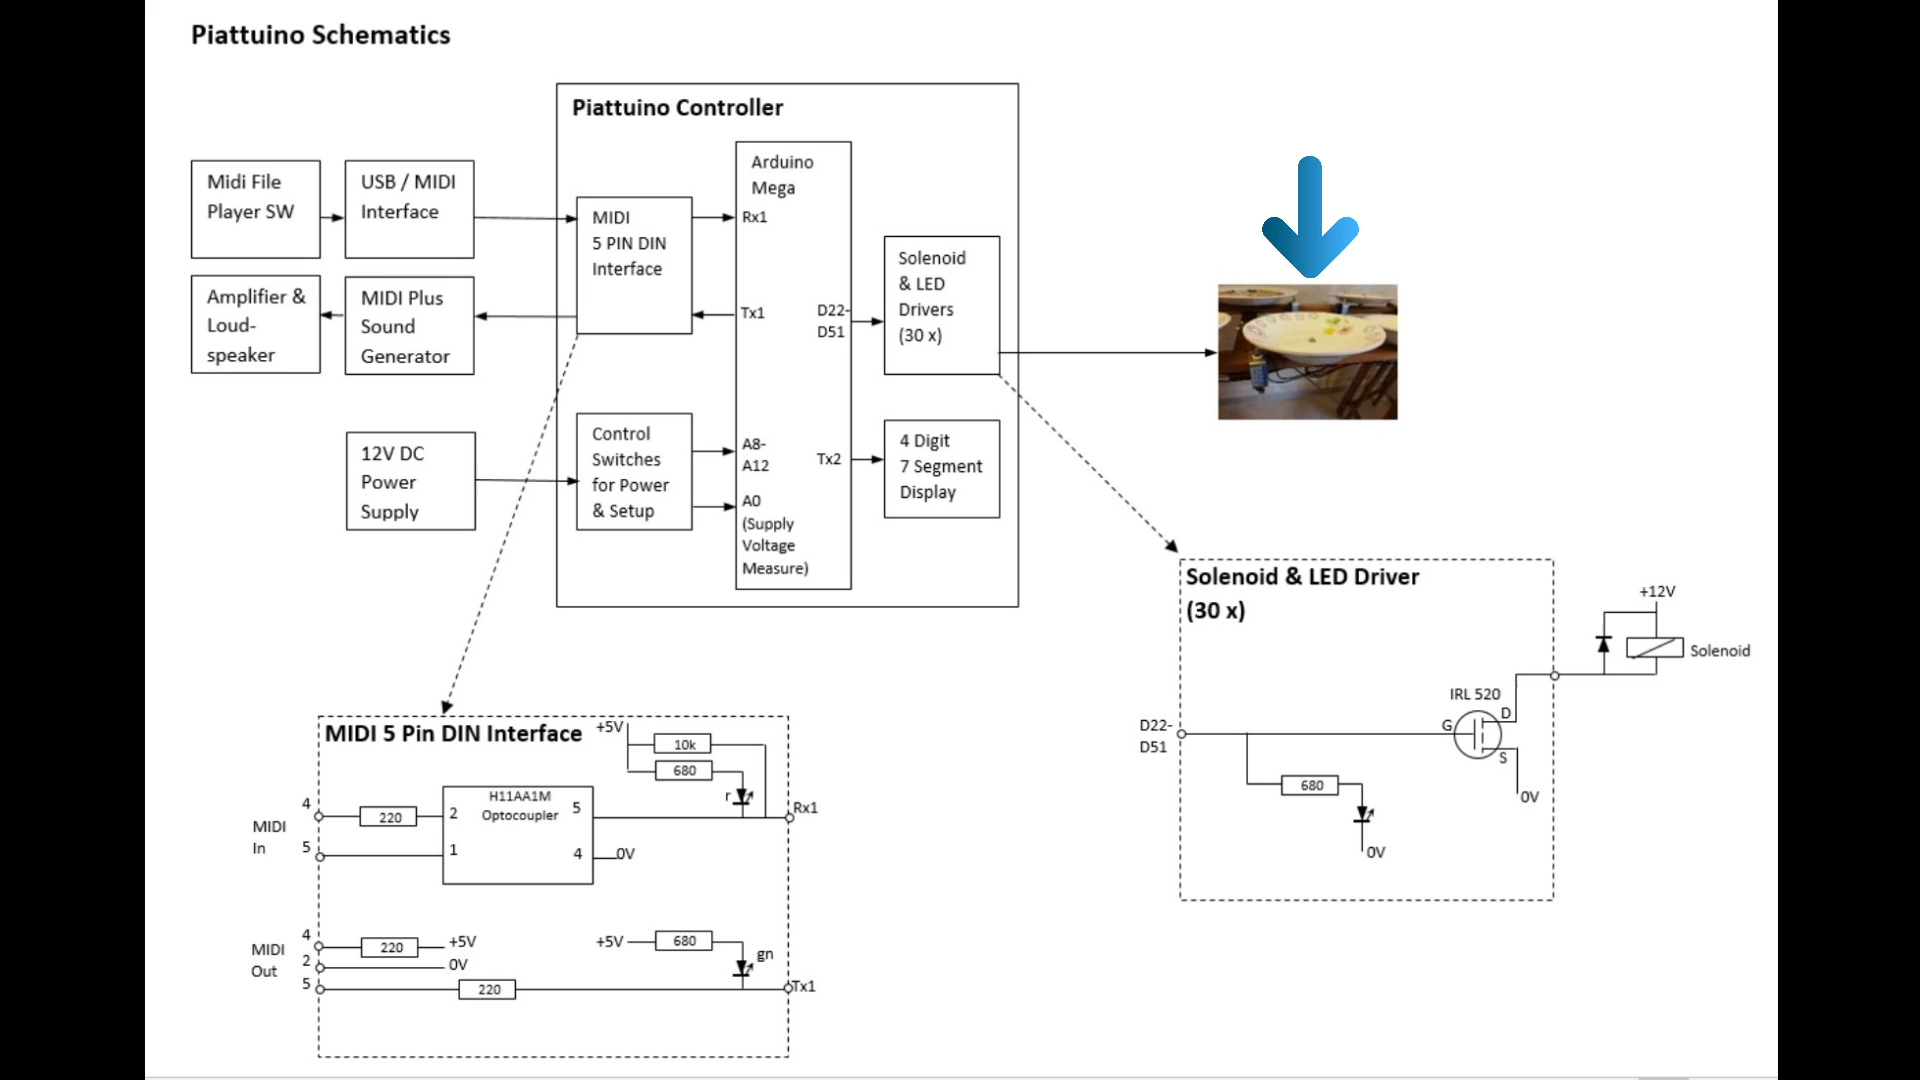 Piattuino Schematics
Piattuino Controller
Midi File
Player SW
USB / MIDI
Interface
MIDI
5 PIN DIN
Interface
Arduino
Mega
Rx1
Tx1
D22-
D51
A8-
A12
Tx2
A0
(Supply
Voltage
Measure)
Solenoid
& LED
Drivers
(30 x)
Amplifier &
Loud-
speaker
MIDI Plus
Sound
Generator
12V DC
Power
Supply
Control
Switches
for Power
& Setup
4 Digit
7 Segment
Display
Solenoid & LED Driver
(30 x)
+12V
Solenoid
IRL 520
D
G
S
D22-
D51
680
0V
0V
MIDI 5 Pin DIN Interface
+5V
10k
680
r
Rx1
H11AA1M
Optocoupler
4
220
2
5
MIDI
In
5
1
4
0V
4
220
+5V
MIDI
Out
2
0V
5
220
+5V
680
gn
Tx1